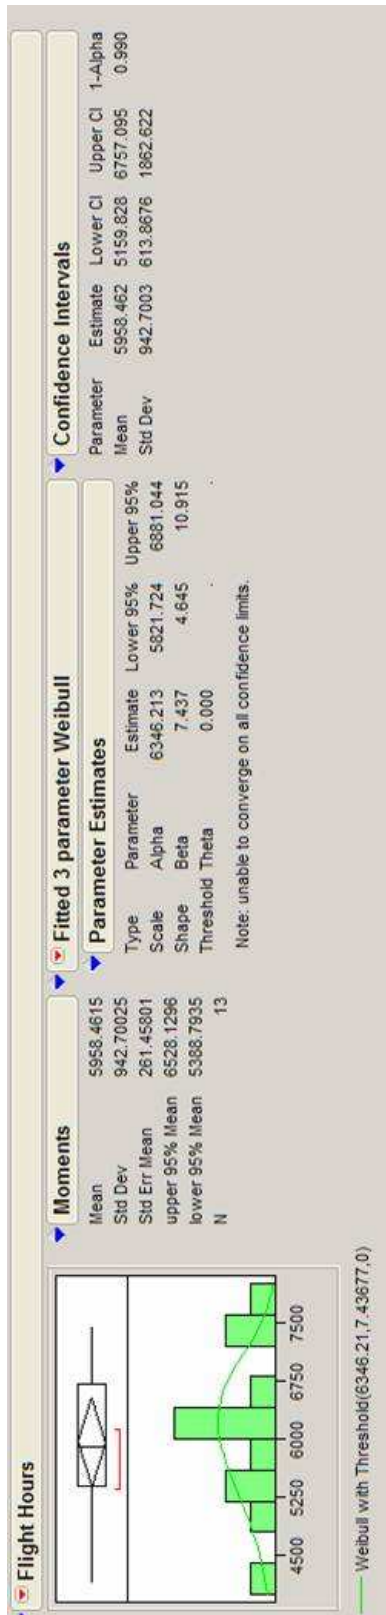 Flight Hours
4500 5250 6000 6750 7500
Weibull with Threshold(6346.21,7.43677,0)
Moments
Mean 5958.4615
Std Dev 942.70025
Std Err Mean 261.45801
upper 95% Mean 6528.1296
lower 95% Mean 5388.7935
N 13
Fitted 3 parameter Weibull
Parameter Estimates
Type Parameter Estimate Lower 95% Upper 95%
Scale Alpha 6346.213 5821.724 6881.044
Shape Beta 7.437 4.645 10.915
Threshold Theta 0.000 . .
Note: unable to converge on all confidence limits.
Confidence Intervals
Parameter Estimate Lower CI Upper CI 1-Alpha
Mean 5958.462 5159.828 6757.095 0.990
Std Dev 942.7003 613.8676 1862.622